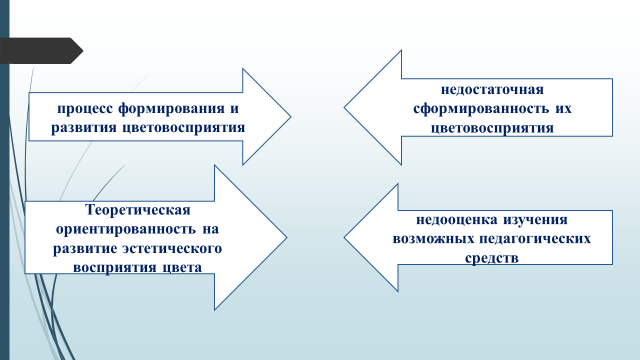 процесс формирования и
развития цветовосприятия
недостаточная
сформированность их
цветовосприятия
Теоретическая
ориентированность на
развитие эстетического
восприятия цвета
недооценка изучения
возможных педагогических
средств